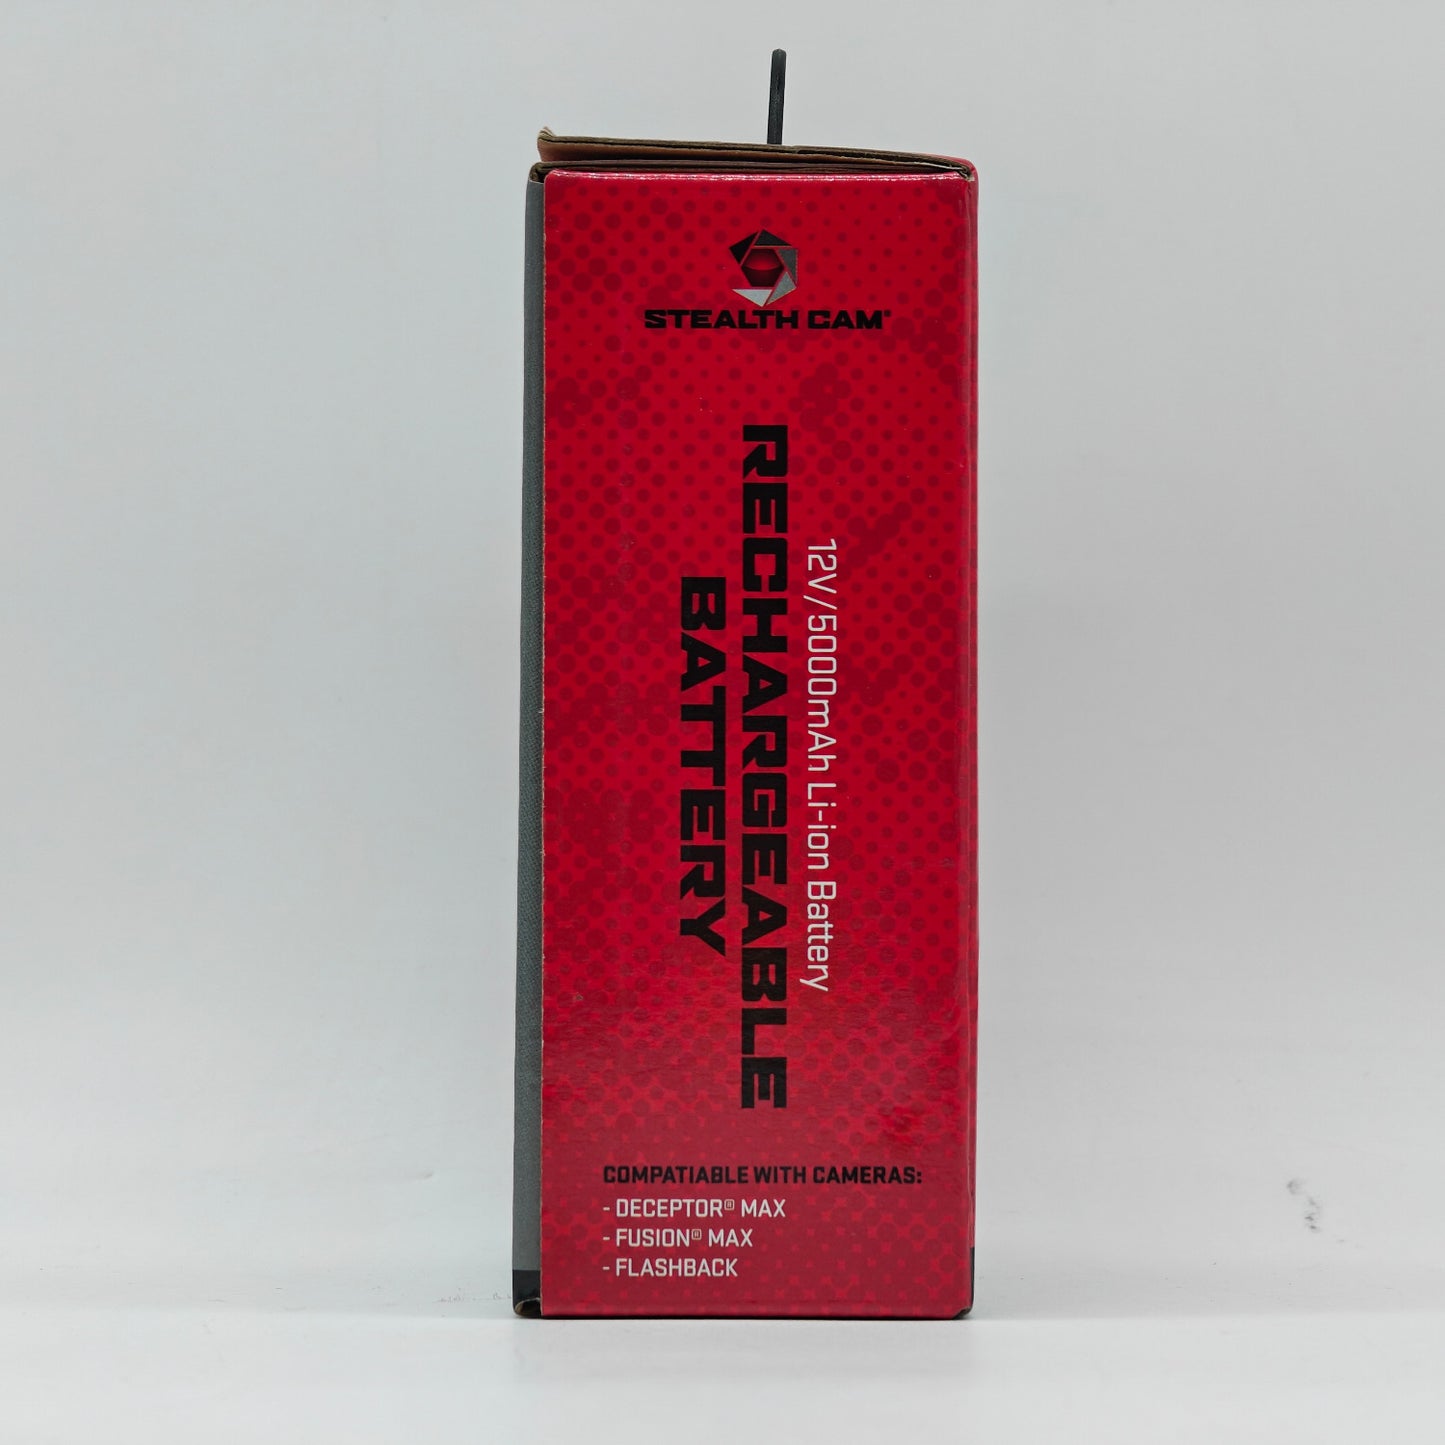 STEALTH CAM®
RECHARGEABLE
BATTERY
12V/5000mAh Li-ion Battery
COMPATIABLE WITH CAMERAS:
- DECEPTOR® MAX
- FUSION® MAX
- FLASHBACK